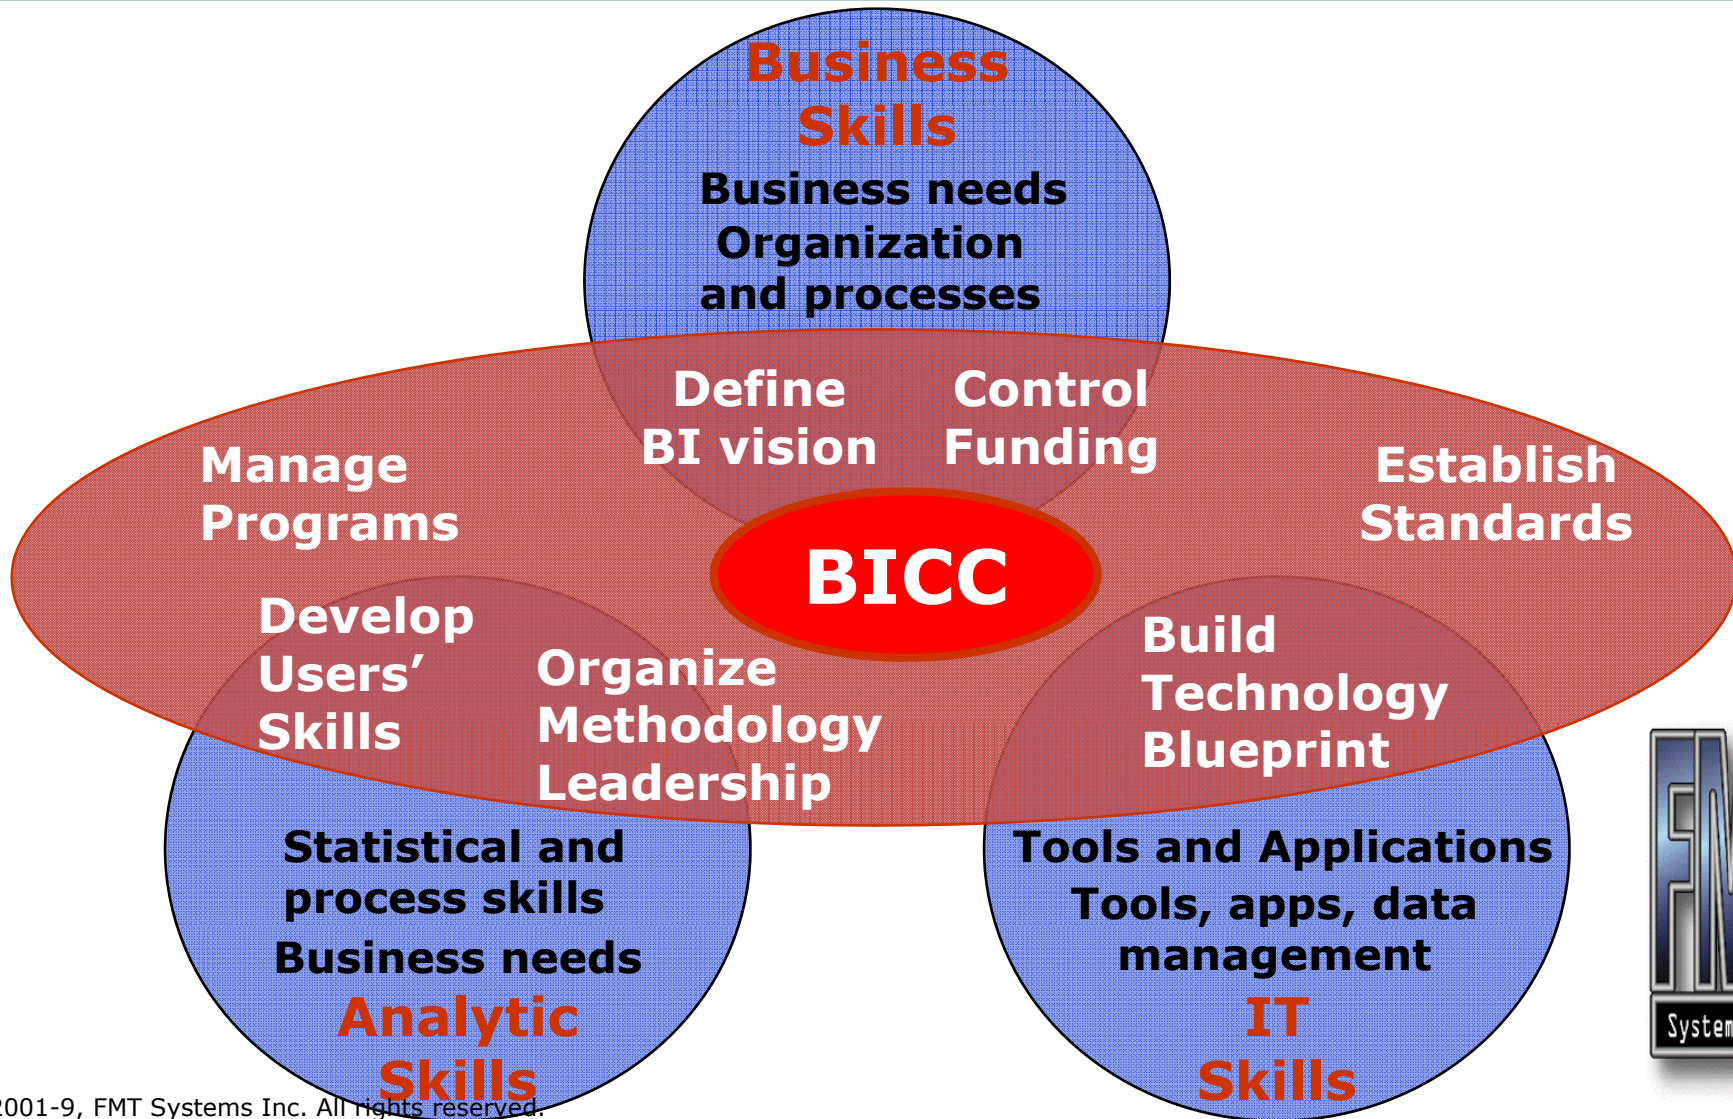 Business
Skills
Business needs
Organization
and processes
Define
BI vision
Control
Funding
Manage
Programs
Establish
Standards
BICC
Develop
Users’
Skills
Organize
Methodology
Leadership
Build
Technology
Blueprint
Statistical and
process skills
Business needs
Analytic
Skills
Tools and Applications
Tools, apps, data
management
IT
Skills
2001-9, FMT Systems Inc. All rights reserved.